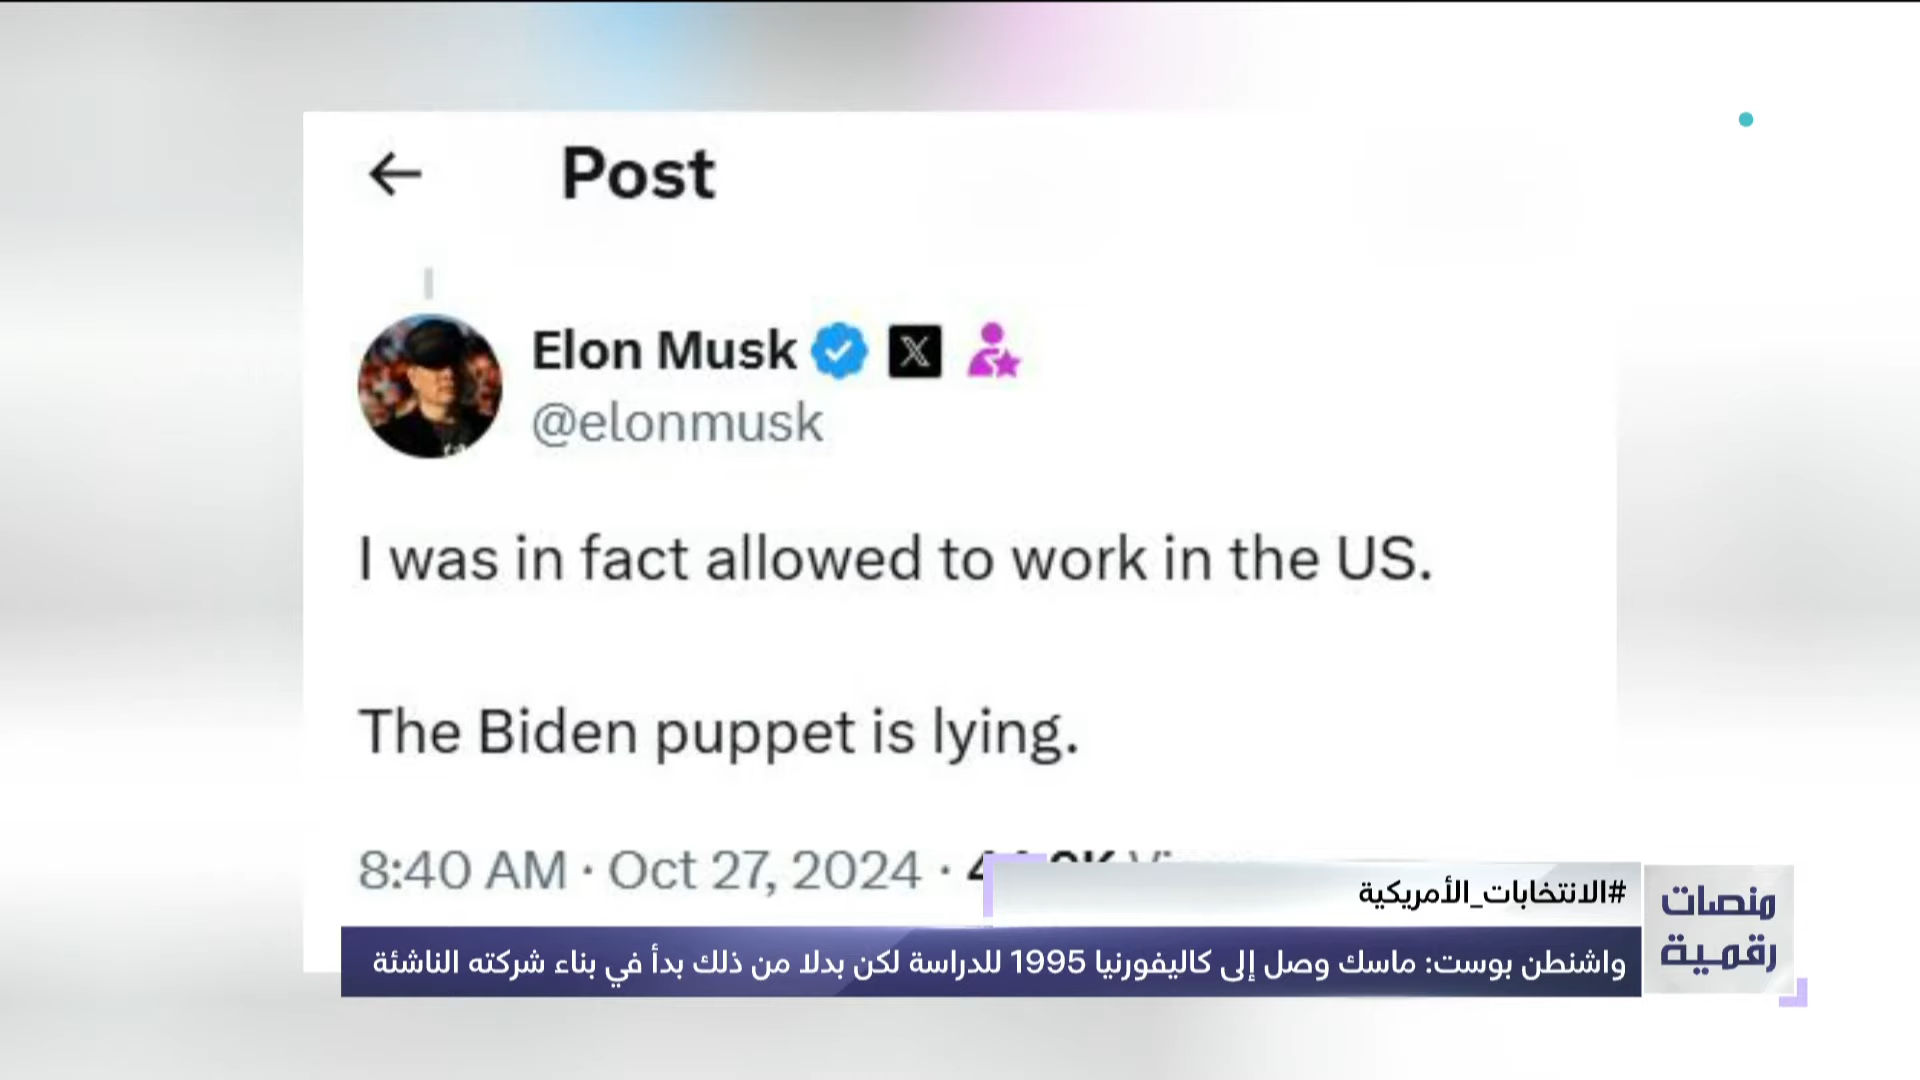 Post
Elon Musk
@elonmusk
I was in fact allowed to work in the US.
The Biden puppet is lying.
8:40 AM · Oct 27, 2024 ·
#الانتخابات_الأمريكية
واشنطن بوست: ماسك وصل إلى كاليفورنيا 1995 للدراسة لكن بدلا من ذلك بدأ في بناء شركته الناشئة
منصات
رقمية